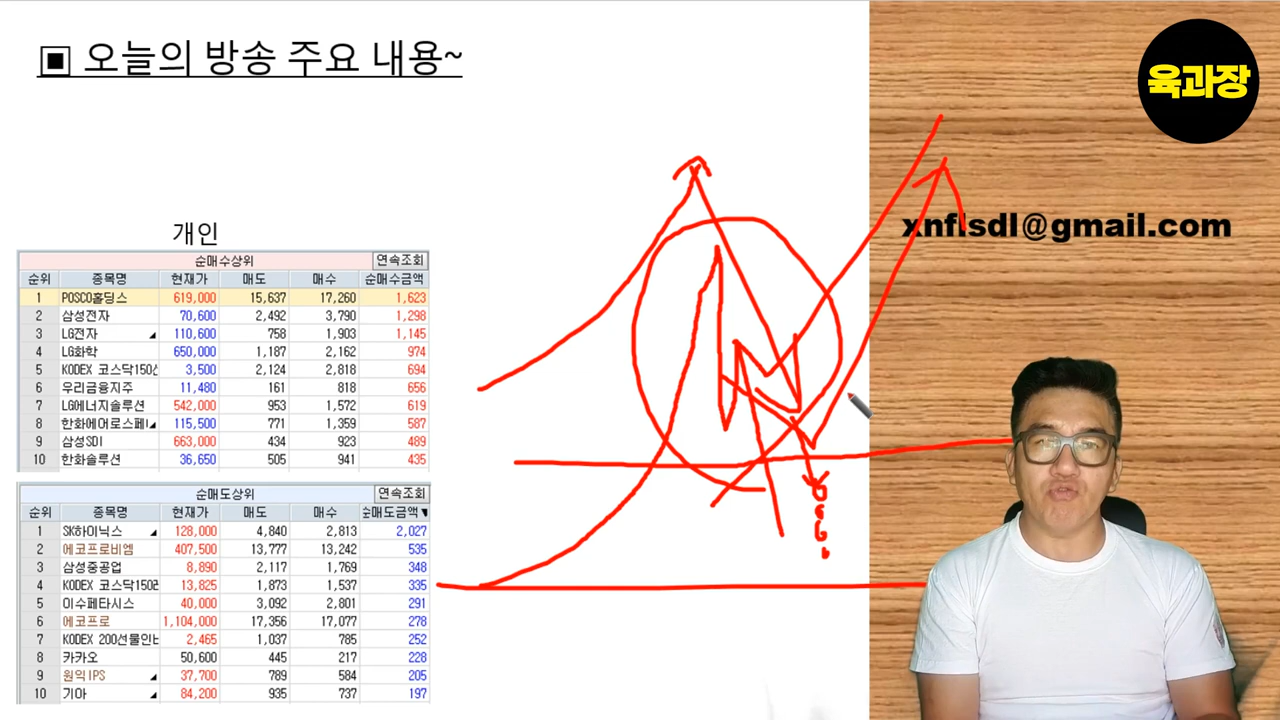 ▣ 오늘의 방송 주요 내용~
육과장
xnflsdl@gmail.com
개인
순매수상위 연속조회
순위 종목명 현재가 매도 매수 순매수금액
1 POSCO홀딩스 619,000 15,637 17,260 1,623
2 삼성전자 70,600 2,492 3,790 1,298
3 LG전자 110,600 758 1,903 1,145
4 LG화학 650,000 1,187 2,162 974
5 KODEX 코스닥150 3,500 2,124 2,818 694
6 우리금융지주 11,480 161 818 656
7 LG에너지솔루션 542,000 953 1,572 619
8 한화에어로스페 115,500 771 1,359 587
9 삼성SDI 663,000 434 923 489
10 한화솔루션 36,650 505 941 435
순매도상위 연속조회
순위 종목명 현재가 매도 매수 순매도금액▼
1 SK하이닉스 128,000 4,840 2,813 2,027
2 에코프로비엠 407,500 13,777 13,242 535
3 삼성중공업 8,890 2,117 1,769 348
4 KODEX 코스닥150 13,825 1,873 1,537 335
5 이수페타시스 40,000 3,092 2,801 291
6 에코프로 1,104,000 17,356 17,077 278
7 KODEX 200선물인 2,465 1,037 785 252
8 카카오 50,600 445 217 228
9 원익IPS 37,700 789 584 205
10 기아 84,200 935 737 197